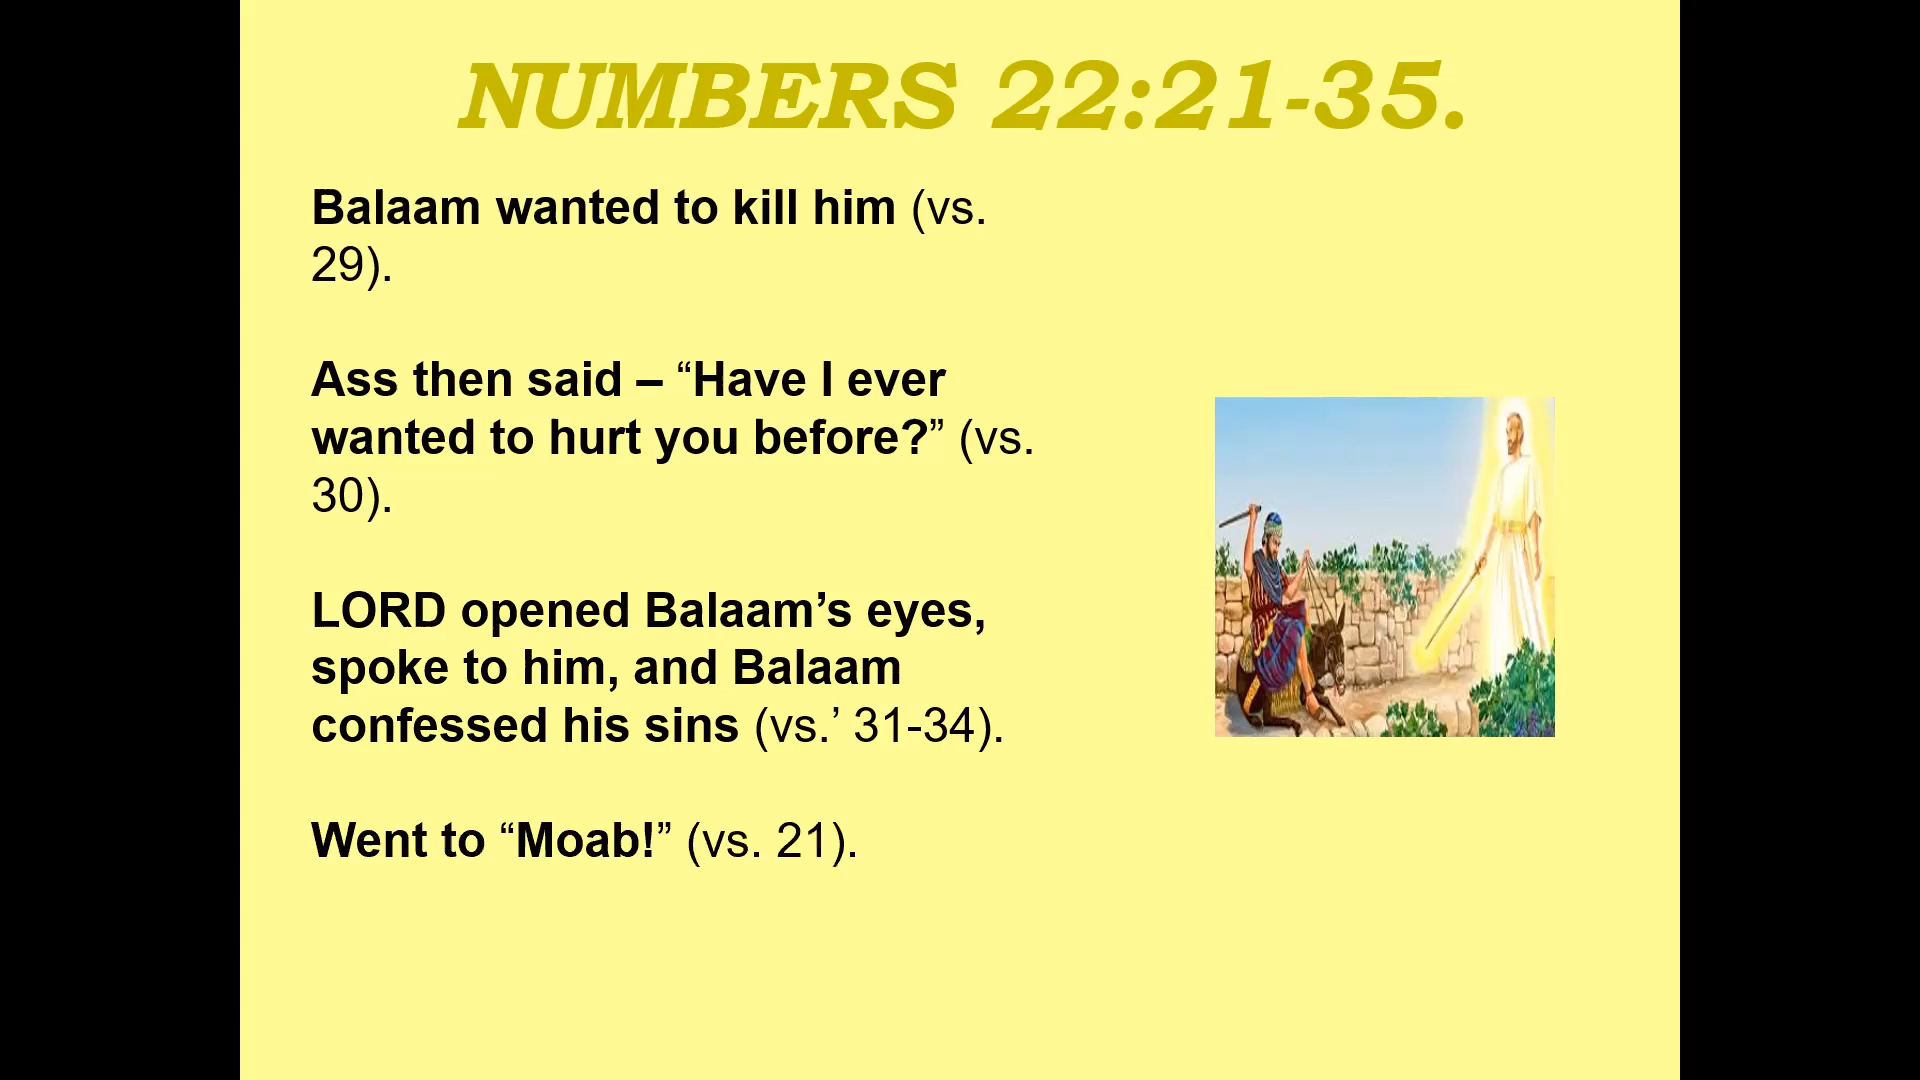 NUMBERS 22:21-35.
Balaam wanted to kill him (vs.
29).
Ass then said – “Have I ever
wanted to hurt you before?” (vs.
30).
LORD opened Balaam’s eyes,
spoke to him, and Balaam
confessed his sins (vs.’ 31-34).
Went to “Moab!” (vs. 21).